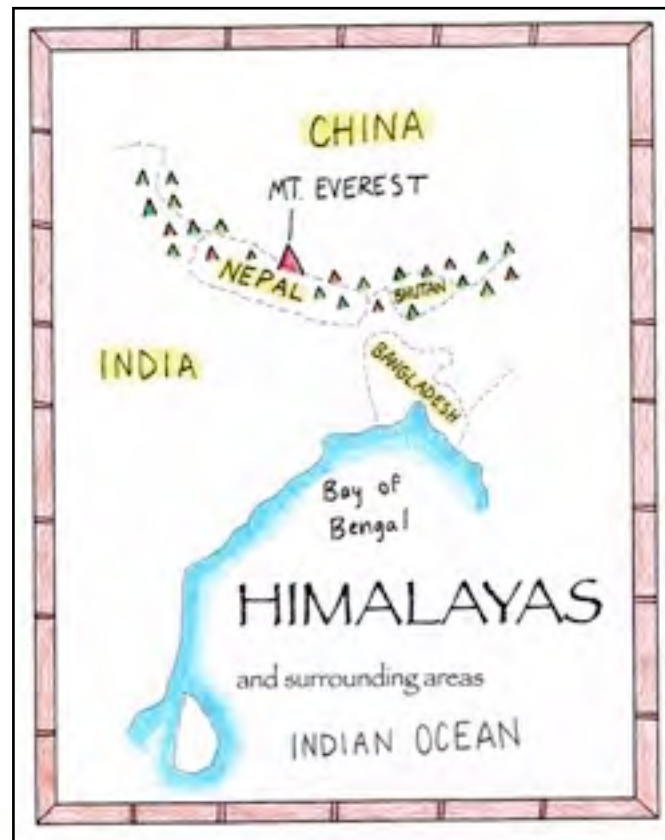 CHINA
MT. EVEREST
NEPAL
BHUTAN
INDIA
BANGLADESH
Bay of
Bengal
HIMALAYAS
and surrounding areas
INDIAN OCEAN